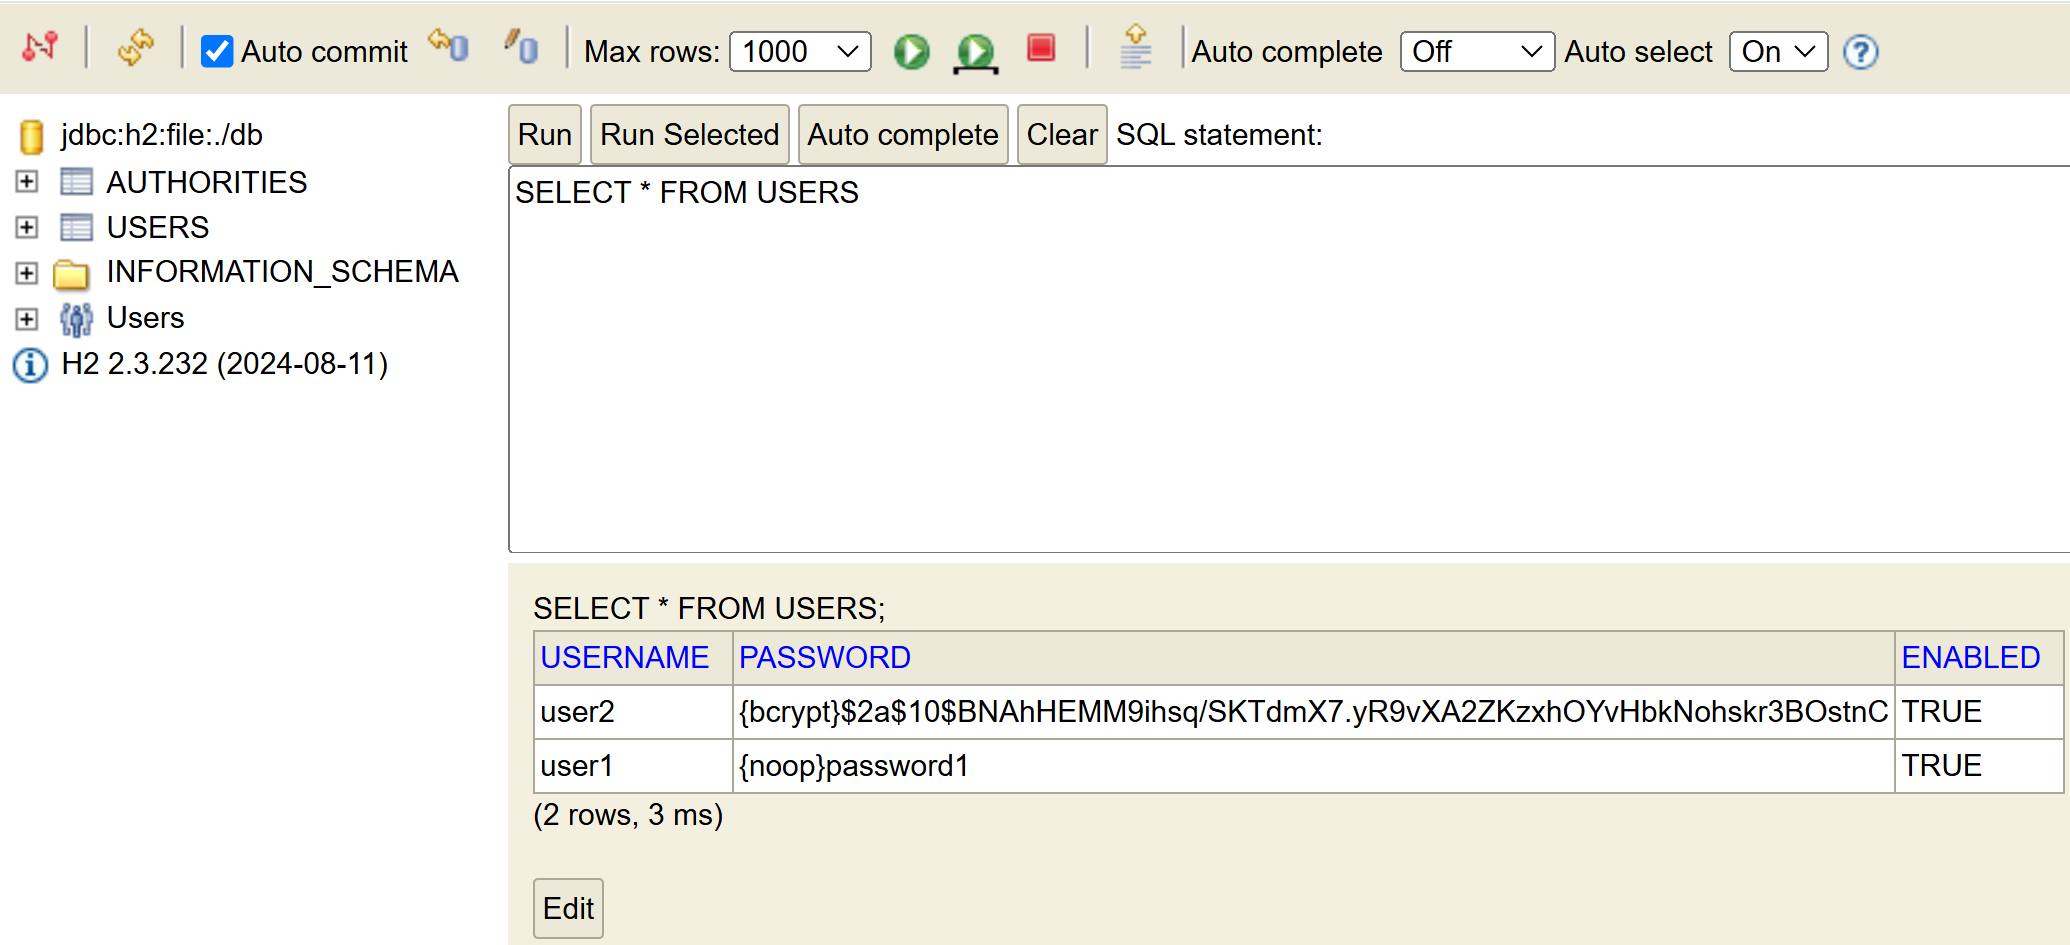 Auto commit Max rows: 1000 Auto complete Off Auto select On ?
jdbc:h2:file:./db
AUTHORITIES
USERS
INFORMATION_SCHEMA
Users
H2 2.3.232 (2024-08-11)
Run Run Selected Auto complete Clear SQL statement:
SELECT * FROM USERS
SELECT * FROM USERS;
USERNAME PASSWORD ENABLED
user2 {bcrypt}$2a$10$BNAhHEMM9ihsq/SKTdmX7.yR9vXA2ZKzxhOYvHbkNohskr3BOstnC TRUE
user1 {noop}password1 TRUE
(2 rows, 3 ms)
Edit